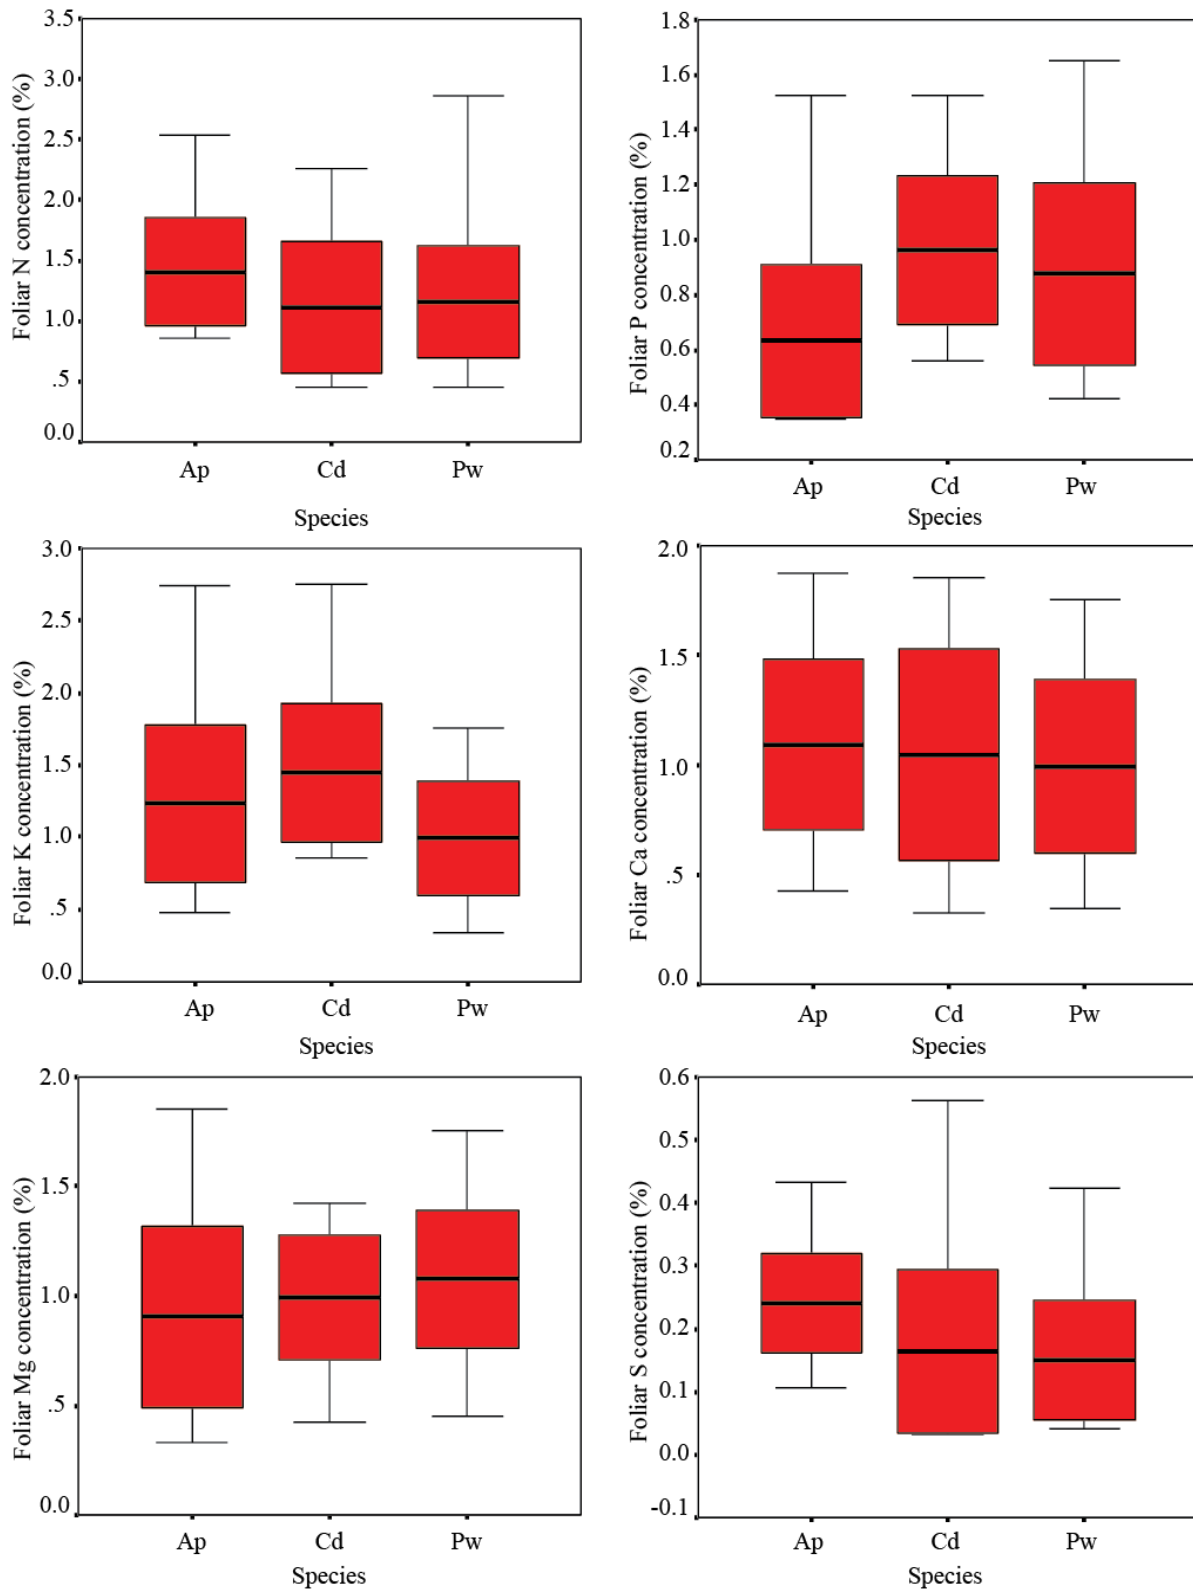 Foliar N concentration (%)
3.5
3.0
2.5
2.0
1.5
1.0
.5
0.0
Ap Cd Pw
Species
Foliar P concentration (%)
1.8
1.6
1.4
1.2
1.0
0.8
0.6
0.4
0.2
Ap Cd Pw
Species
Foliar K concentration (%)
3.0
2.5
2.0
1.5
1.0
.5
0.0
Ap Cd Pw
Species
Foliar Ca concentration (%)
2.0
1.5
1.0
.5
0.0
Ap Cd Pw
Species
Foliar Mg concentration (%)
2.0
1.5
1.0
.5
0.0
Ap Cd Pw
Species
Foliar S concentration (%)
0.6
0.5
0.4
0.3
0.2
0.1
0.0
-0.1
Ap Cd Pw
Species